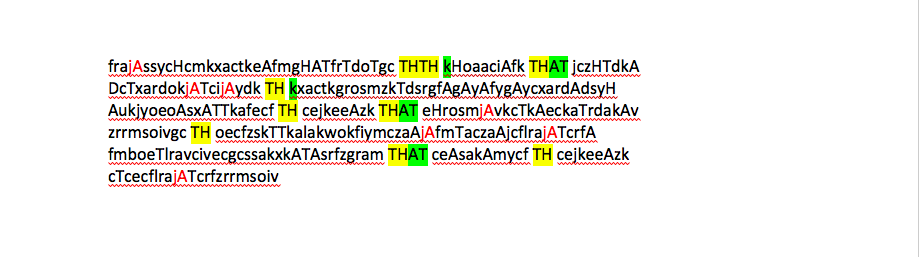 frajAssycHcmkxactkeAfmgHATfrTdoTgc THTH kHoaaciAfk THAT jczHTdkA
DcTxardokjATcijAydk TH kxactkgrosmzkTdsrgfAgAyAfygAycxardAdsyH
AukjyoeoAsxATTkafecf TH cejkeeAzk THAT eHrosmjAvkcTkAeckaTrdakAv
zrrmsoivgc TH oecfzskTTkalakwokfiymczaAjAfmTaczaAjcflrajATcrfA
fmboeTlravcivecgcssakxkATAsrfzgram THAT ceAsakAmycf TH cejkeeAzk
cTcecflrajATcrfzrrmsoiv